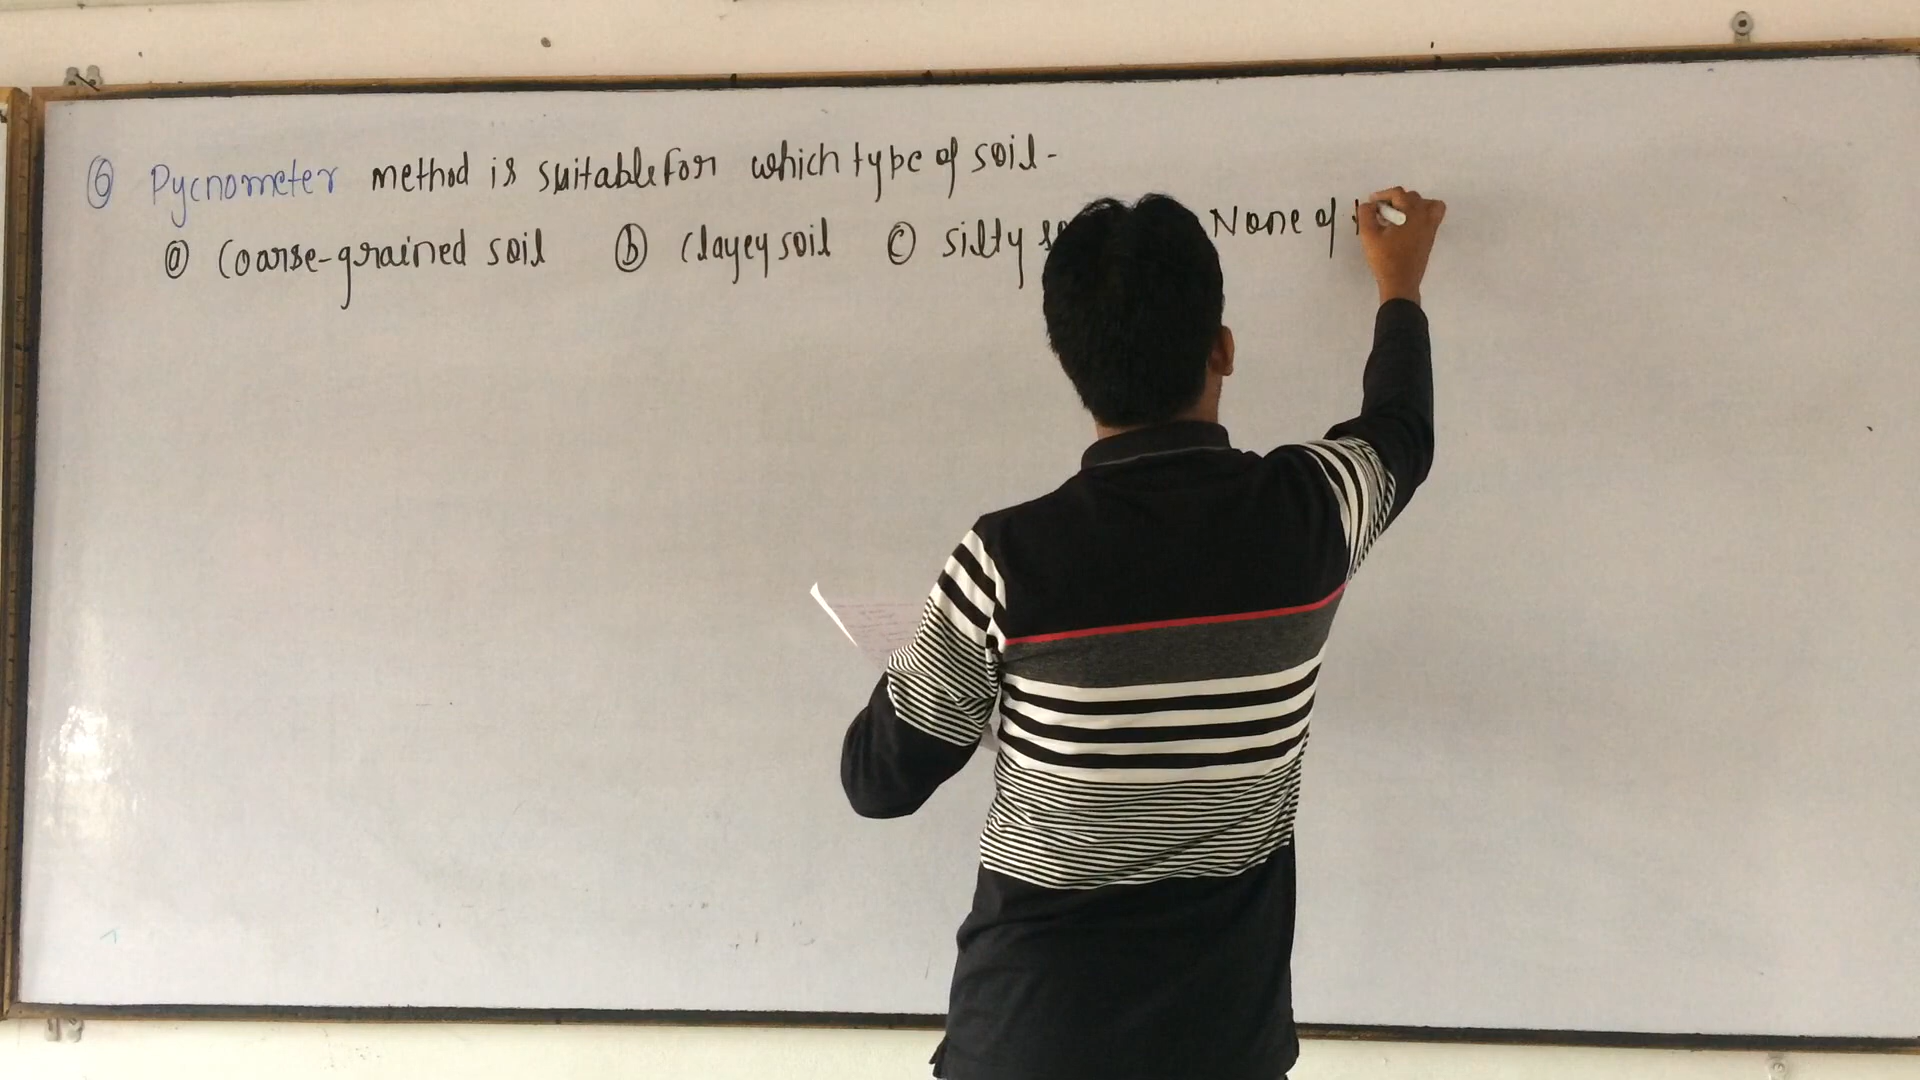 ⑥ Pycnometer method is suitable for which type of soil-
ⓐ Coarse-grained soil ⓑ Clayey soil ⓒ silty None of